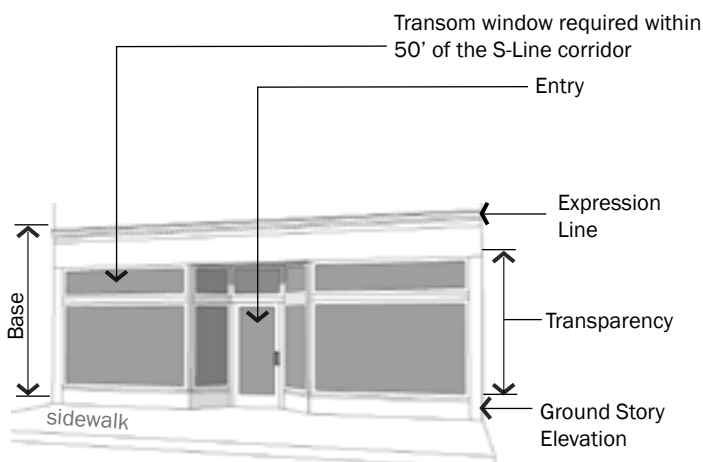 Transom window required within
50' of the S-Line corridor
Entry
Expression
Line
Base
Transparency
sidewalk
Ground Story
Elevation